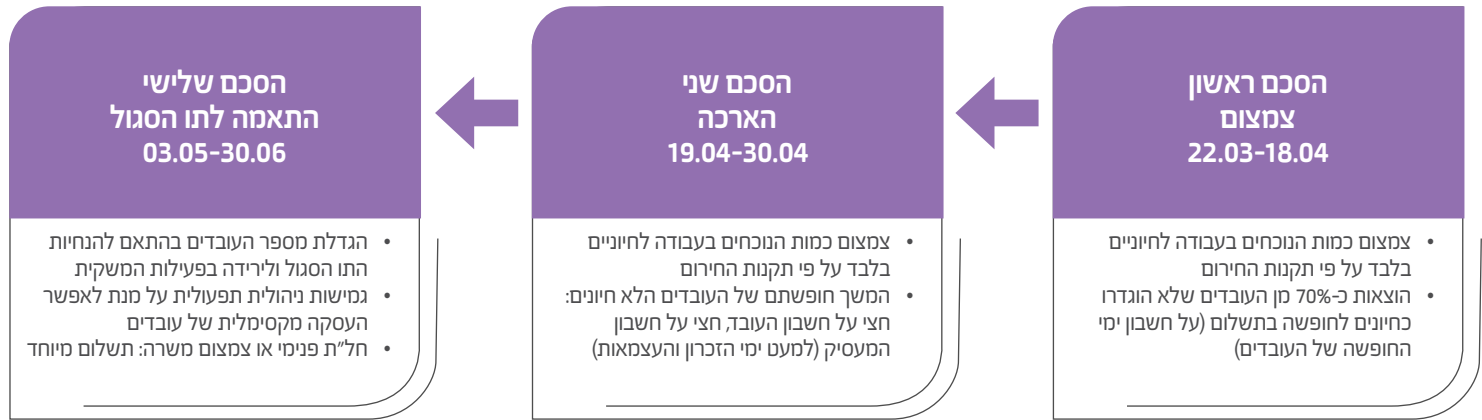 הסכם ראשון
צמצום
22.03-18.04
• צמצום כמות הנוכחים בעבודה לחיוניים
בלבד על פי תקנות החירום
• הוצאות כ-70% מן העובדים שלא הוגדרו
כחיונים לחופשה בתשלום (על חשבון ימי
החופשה של העובדים)
הסכם שני
הארכה
19.04-30.04
• צמצום כמות הנוכחים בעבודה לחיוניים
בלבד על פי תקנות החירום
• המשך חופשתם של העובדים הלא חיונים:
חצי על חשבון העובד, חצי על חשבון
המעסיק (למעט ימי הזכרון והעצמאות)
הסכם שלישי
התאמה לתו הסגול
03.05-30.06
• הגדלת מספר העובדים בהתאם להנחיות
התו הסגול ולירידה בפעילות המשקית
• גמישות ניהולית תפעולית על מנת לאפשר
העסקה מקסימלית של עובדים
• חל"ת פנימי או צמצום משרה: תשלום מיוחד